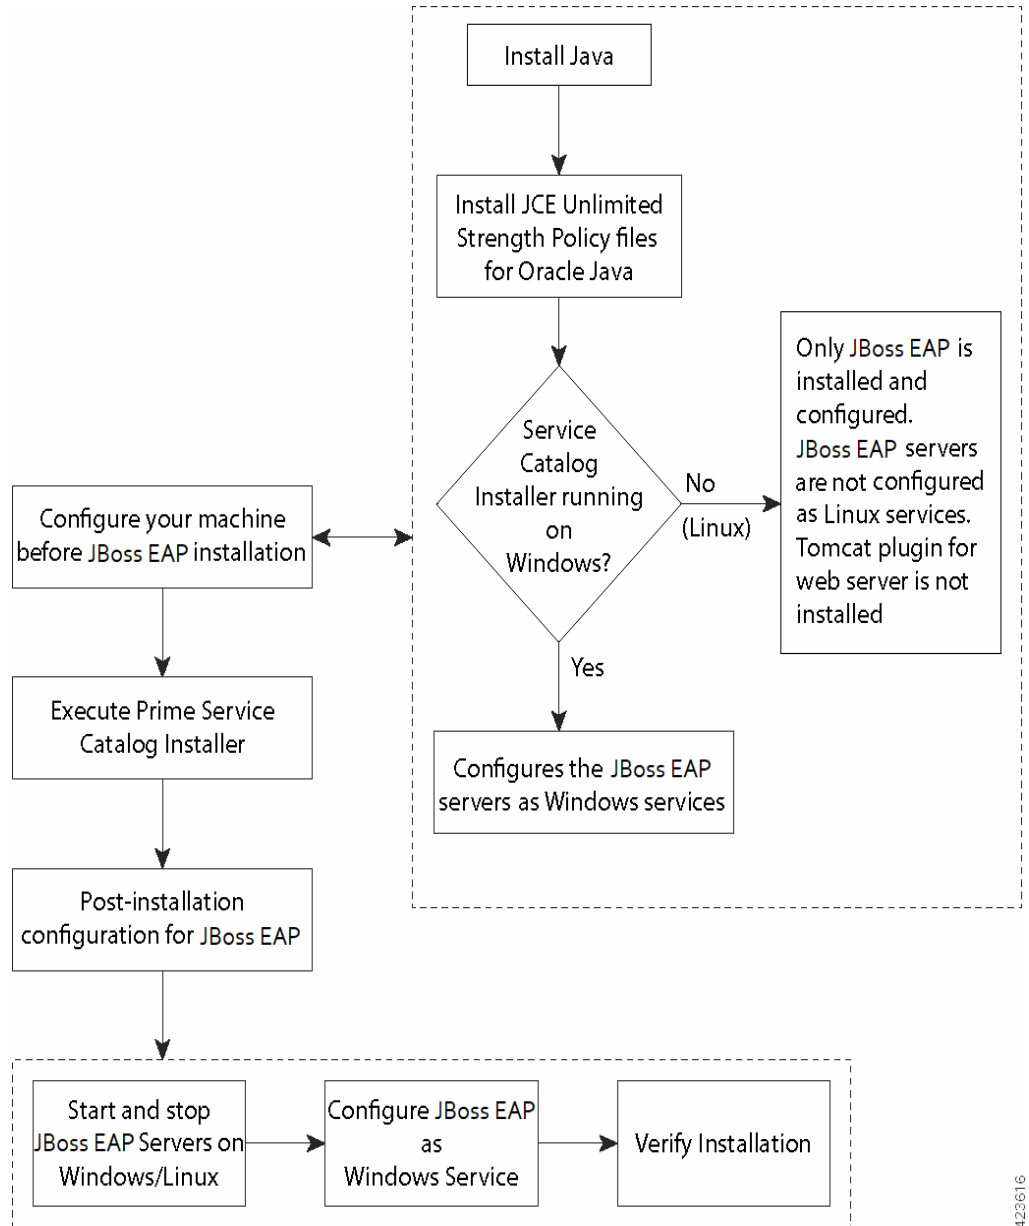 Install Java
Install JCE Unlimited
Strength Policy files
for Oracle Java
Service
Catalog
Installer running
on
Windows?
No
(Linux)
Only JBoss EAP is
installed and
configured.
JBoss EAP servers
are not configured
as Linux services.
Tomcat plugin for
web server is not
installed
Yes
Configures the JBoss EAP
servers as Windows services
Configure your machine
before JBoss EAP installation
Execute Prime Service
Catalog Installer
Post-installation
configuration for JBoss EAP
Start and stop
JBoss EAP Servers on
Windows/Linux
Configure JBoss EAP
as
Windows Service
Verify Installation
423616